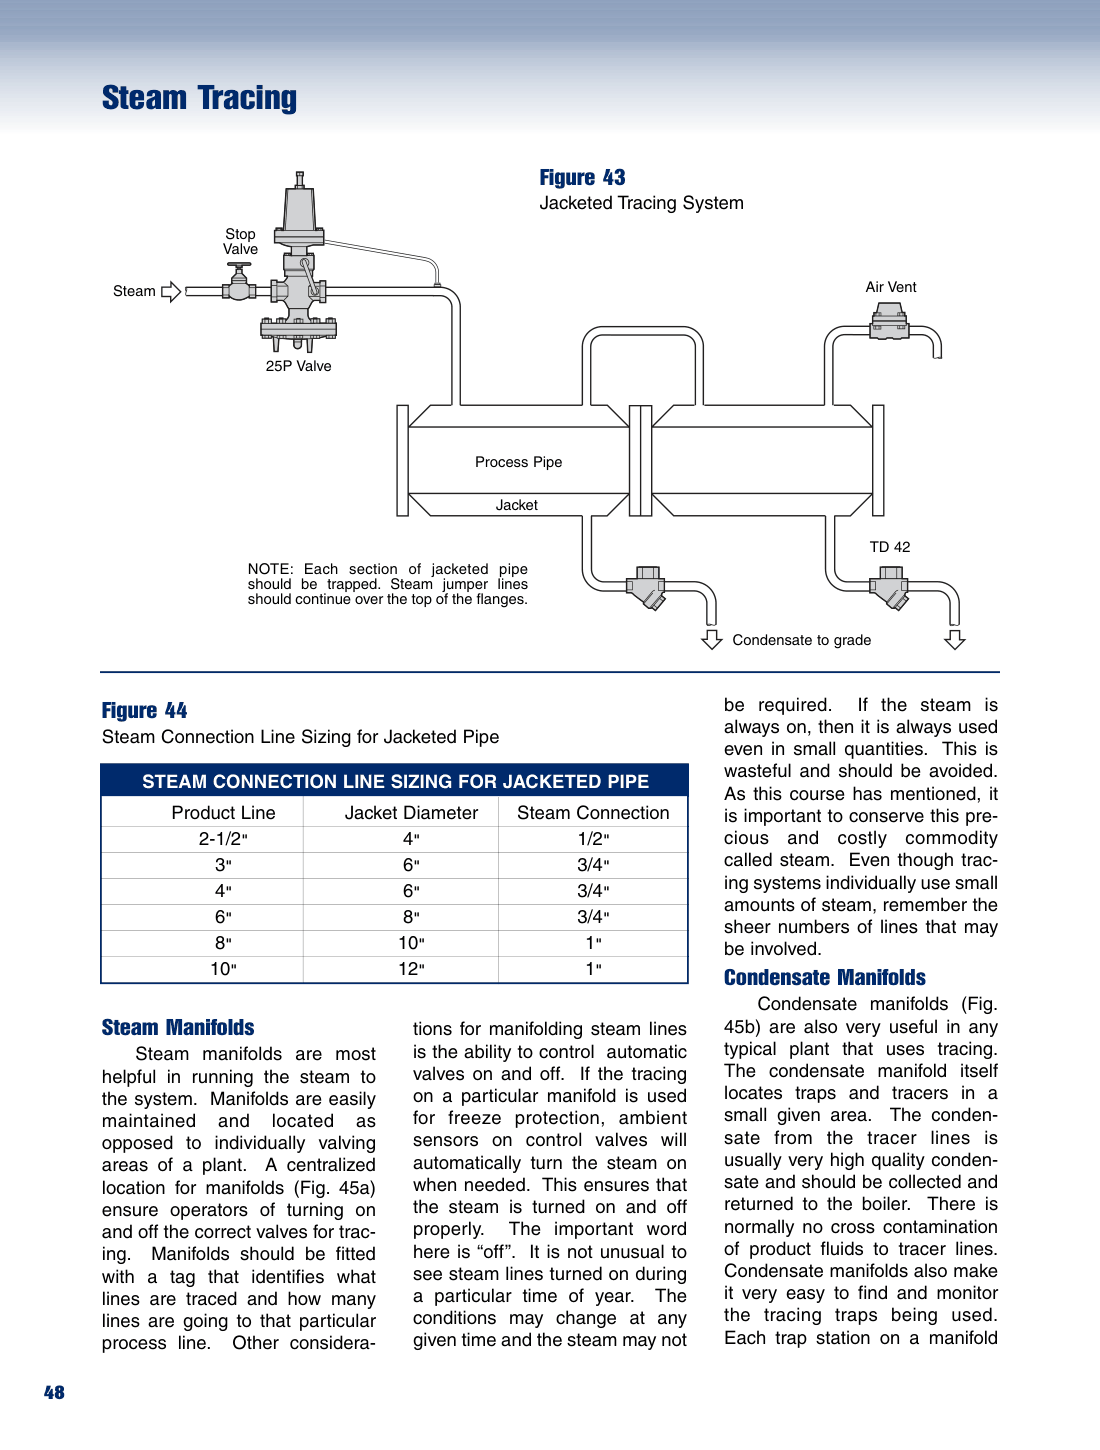 Steam Tracing
Figure 43
Jacketed Tracing System
Stop
Valve
Steam
25P Valve
Air Vent
Process Pipe
Jacket
TD 42
NOTE: Each section of jacketed pipe
should be trapped. Steam jumper lines
should continue over the top of the flanges.
Condensate to grade
Figure 44
Steam Connection Line Sizing for Jacketed Pipe
STEAM CONNECTION LINE SIZING FOR JACKETED PIPE
Product Line Jacket Diameter Steam Connection
2-1/2" 4" 1/2"
3" 6" 3/4"
4" 6" 3/4"
6" 8" 3/4"
8" 10" 1"
10" 12" 1"
Steam Manifolds
Steam manifolds are most
helpful in running the steam to
the system. Manifolds are easily
maintained and located as
opposed to individually valving
areas of a plant. A centralized
location for manifolds (Fig. 45a)
ensure operators of turning on
and off the correct valves for trac-
ing. Manifolds should be fitted
with a tag that identifies what
lines are traced and how many
lines are going to that particular
process line. Other considera-
tions for manifolding steam lines
is the ability to control automatic
valves on and off. If the tracing
on a particular manifold is used
for freeze protection, ambient
sensors on control valves will
automatically turn the steam on
when needed. This ensures that
the steam is turned on and off
properly. The important word
here is “off”. It is not unusual to
see steam lines turned on during
a particular time of year. The
conditions may change at any
given time and the steam may not
be required. If the steam is
always on, then it is always used
even in small quantities. This is
wasteful and should be avoided.
As this course has mentioned, it
is important to conserve this pre-
cious and costly commodity
called steam. Even though trac-
ing systems individually use small
amounts of steam, remember the
sheer numbers of lines that may
be involved.
Condensate Manifolds
Condensate manifolds (Fig.
45b) are also very useful in any
typical plant that uses tracing.
The condensate manifold itself
locates traps and tracers in a
small given area. The conden-
sate from the tracer lines is
usually very high quality conden-
sate and should be collected and
returned to the boiler. There is
normally no cross contamination
of product fluids to tracer lines.
Condensate manifolds also make
it very easy to find and monitor
the tracing traps being used.
Each trap station on a manifold
48